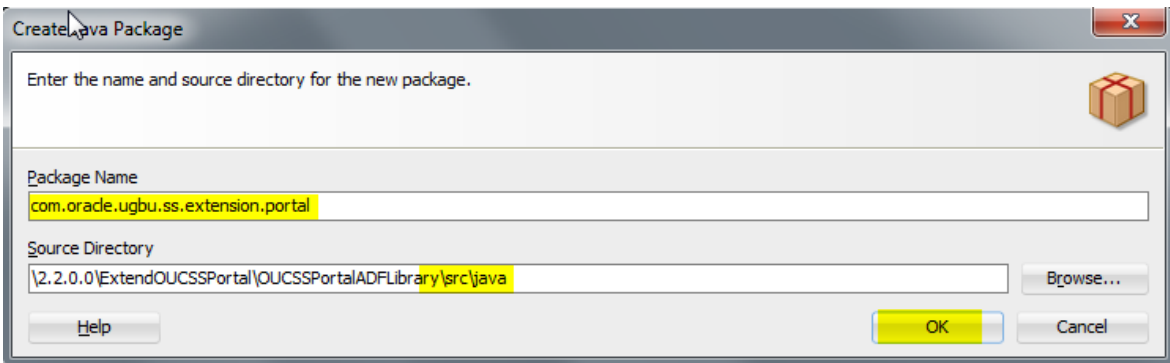 Create Java Package
X
Enter the name and source directory for the new package.
Package Name
com.oracle.ugbu.ss.extension.portal
Source Directory
\2.2.0.0\ExtendOUCSSPortal\OUCSSPortalADFLibrary\src\java
Browse...
Help
OK
Cancel